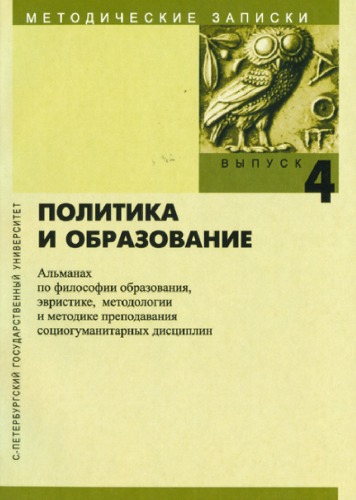 МЕТОДИЧЕСКИЕ ЗАПИСКИ
ΑΘΕ
ВЫПУСК 4
ПОЛИТИКА
И ОБРАЗОВАНИЕ
Альманах
по философии образования,
эвристике, методологии
и методике преподавания
социогуманитарных дисциплин
С-ПЕТЕРБУРГСКИЙ ГОСУДАРСТВЕННЫЙ УНИВЕРСИТЕТ